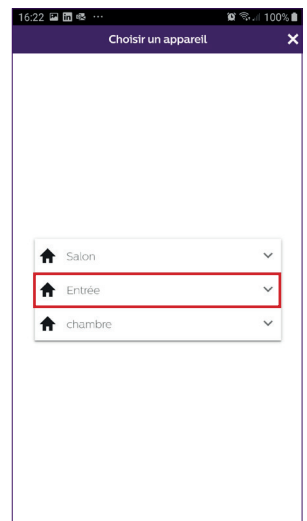 16:22 ... 100%
Choisir un appareil
Salon
Entrée
chambre